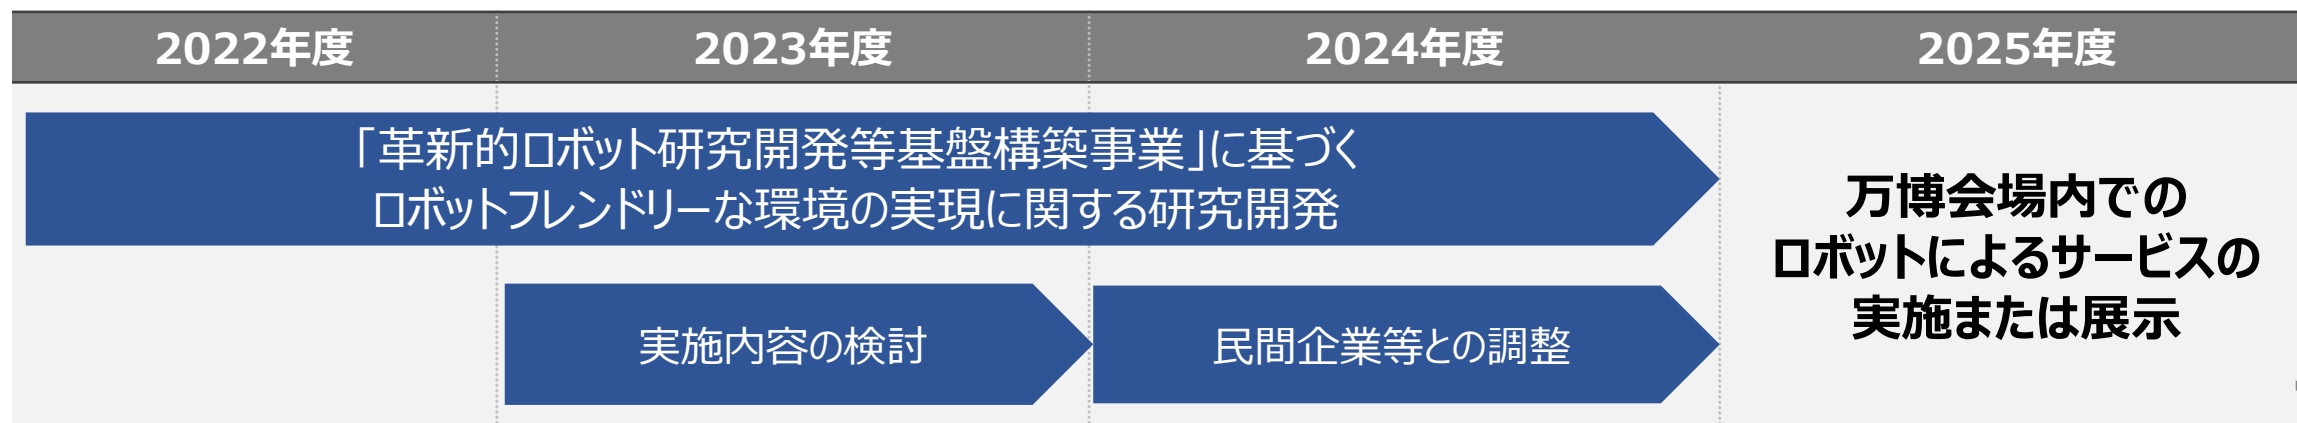 2022年度 2023年度 2024年度 2025年度
「革新的ロボット研究開発等基盤構築事業」に基づく
ロボットフレンドリーな環境の実現に関する研究開発
実施内容の検討
民間企業等との調整
万博会場内での
ロボットによるサービスの
実施または展示